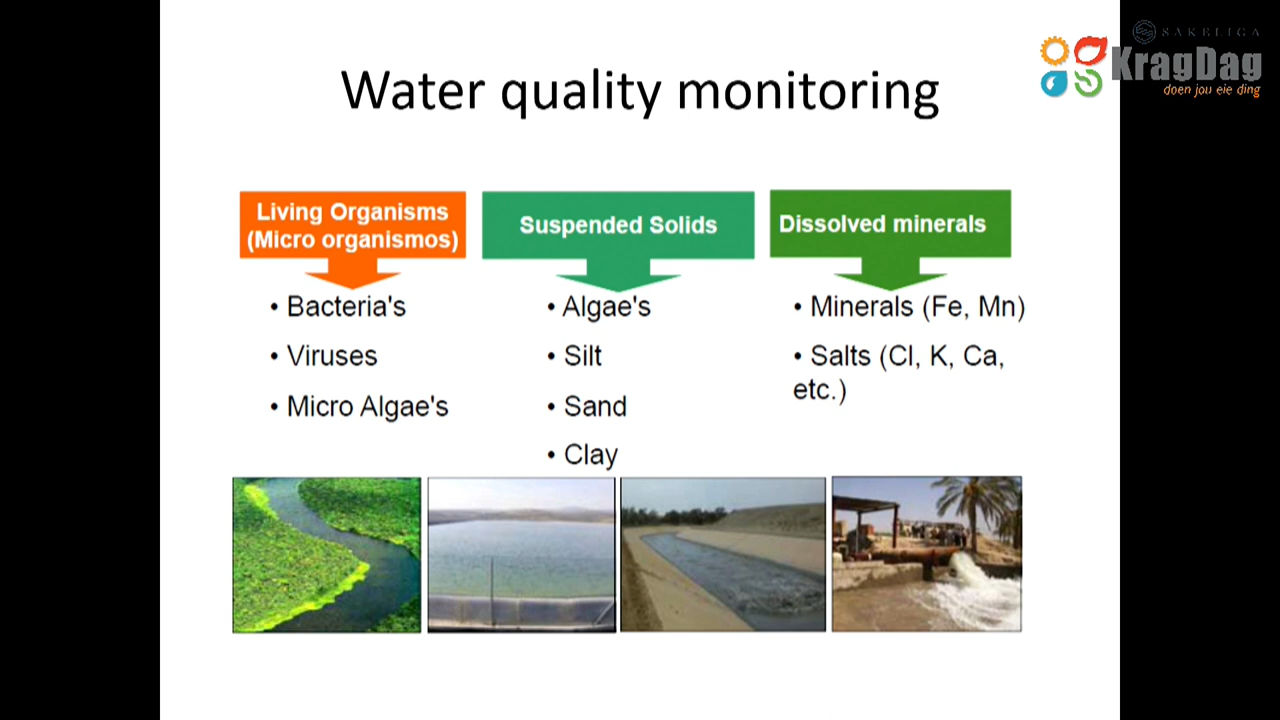 SAKELIGA
KragDag
doen jou eie ding
Water quality monitoring
Living Organisms
(Micro organismos)
• Bacteria's
• Viruses
• Micro Algae's
Suspended Solids
• Algae's
• Silt
• Sand
• Clay
Dissolved minerals
• Minerals (Fe, Mn)
• Salts (Cl, K, Ca,
etc.)